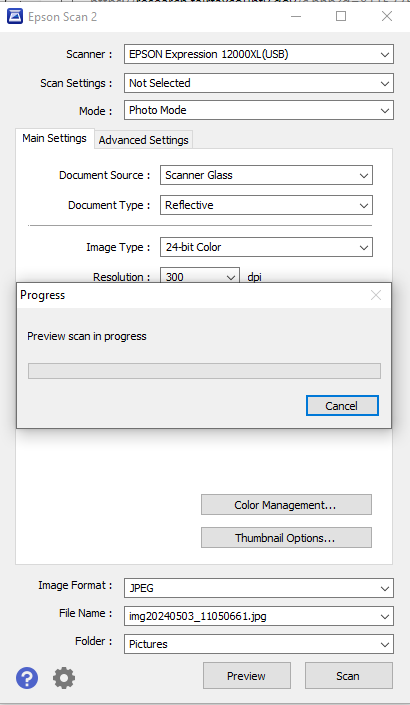 Epson Scan 2
Scanner : EPSON Expression 12000XL(USB)
Scan Settings : Not Selected
Mode : Photo Mode
Main Settings Advanced Settings
Document Source : Scanner Glass
Document Type : Reflective
Image Type : 24-bit Color
Resolution : 300 dpi
Progress
Preview scan in progress
Cancel
Color Management...
Thumbnail Options...
Image Format : JPEG
File Name : img20240503_11050661.jpg
Folder : Pictures
? Preview Scan